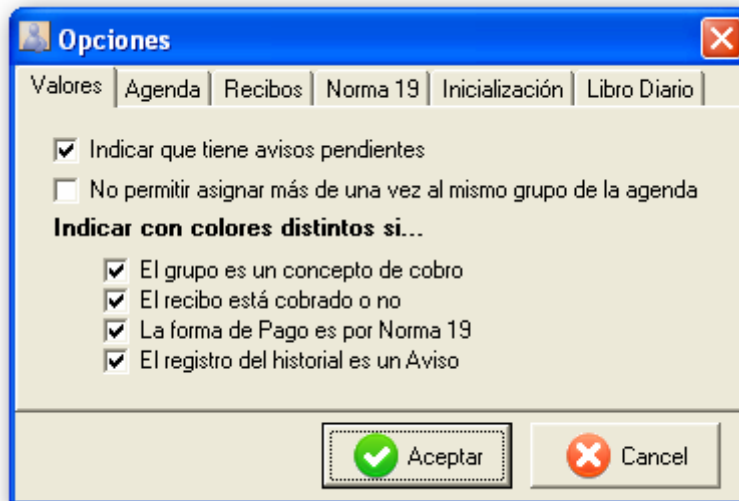 Opciones
Valores Agenda Recibos Norma 19 Inicialización Libro Diario
Indicar que tiene avisos pendientes
No permitir asignar más de una vez al mismo grupo de la agenda
Indicar con colores distintos si...
El grupo es un concepto de cobro
El recibo está cobrado o no
La forma de Pago es por Norma 19
El registro del historial es un Aviso
Aceptar Cancel